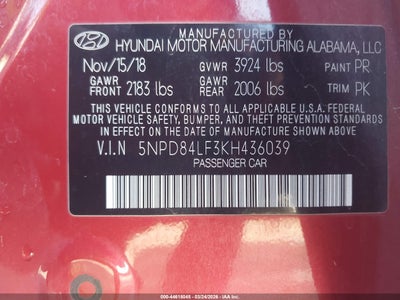 MANUFACTURED BY
HYUNDAI MOTOR MANUFACTURING ALABAMA, LLC
Nov/15/18 GVWR 3924 lbs PAINT PR
GAWR FRONT 2183 lbs GAWR REAR 2006 lbs TRIM PK
THIS VEHICLE CONFORMS TO ALL APPLICABLE U.S.A. FEDERAL
MOTOR VEHICLE SAFETY, BUMPER, AND THEFT PREVENTION
STANDARDS IN EFFECT ON THE DATE OF MANUFACTURE SHOWN ABOVE.
V.I.N 5NPD84LF3KH436039
PASSENGER CAR
000-44618045 - 03/24/2026 - IAA Inc.